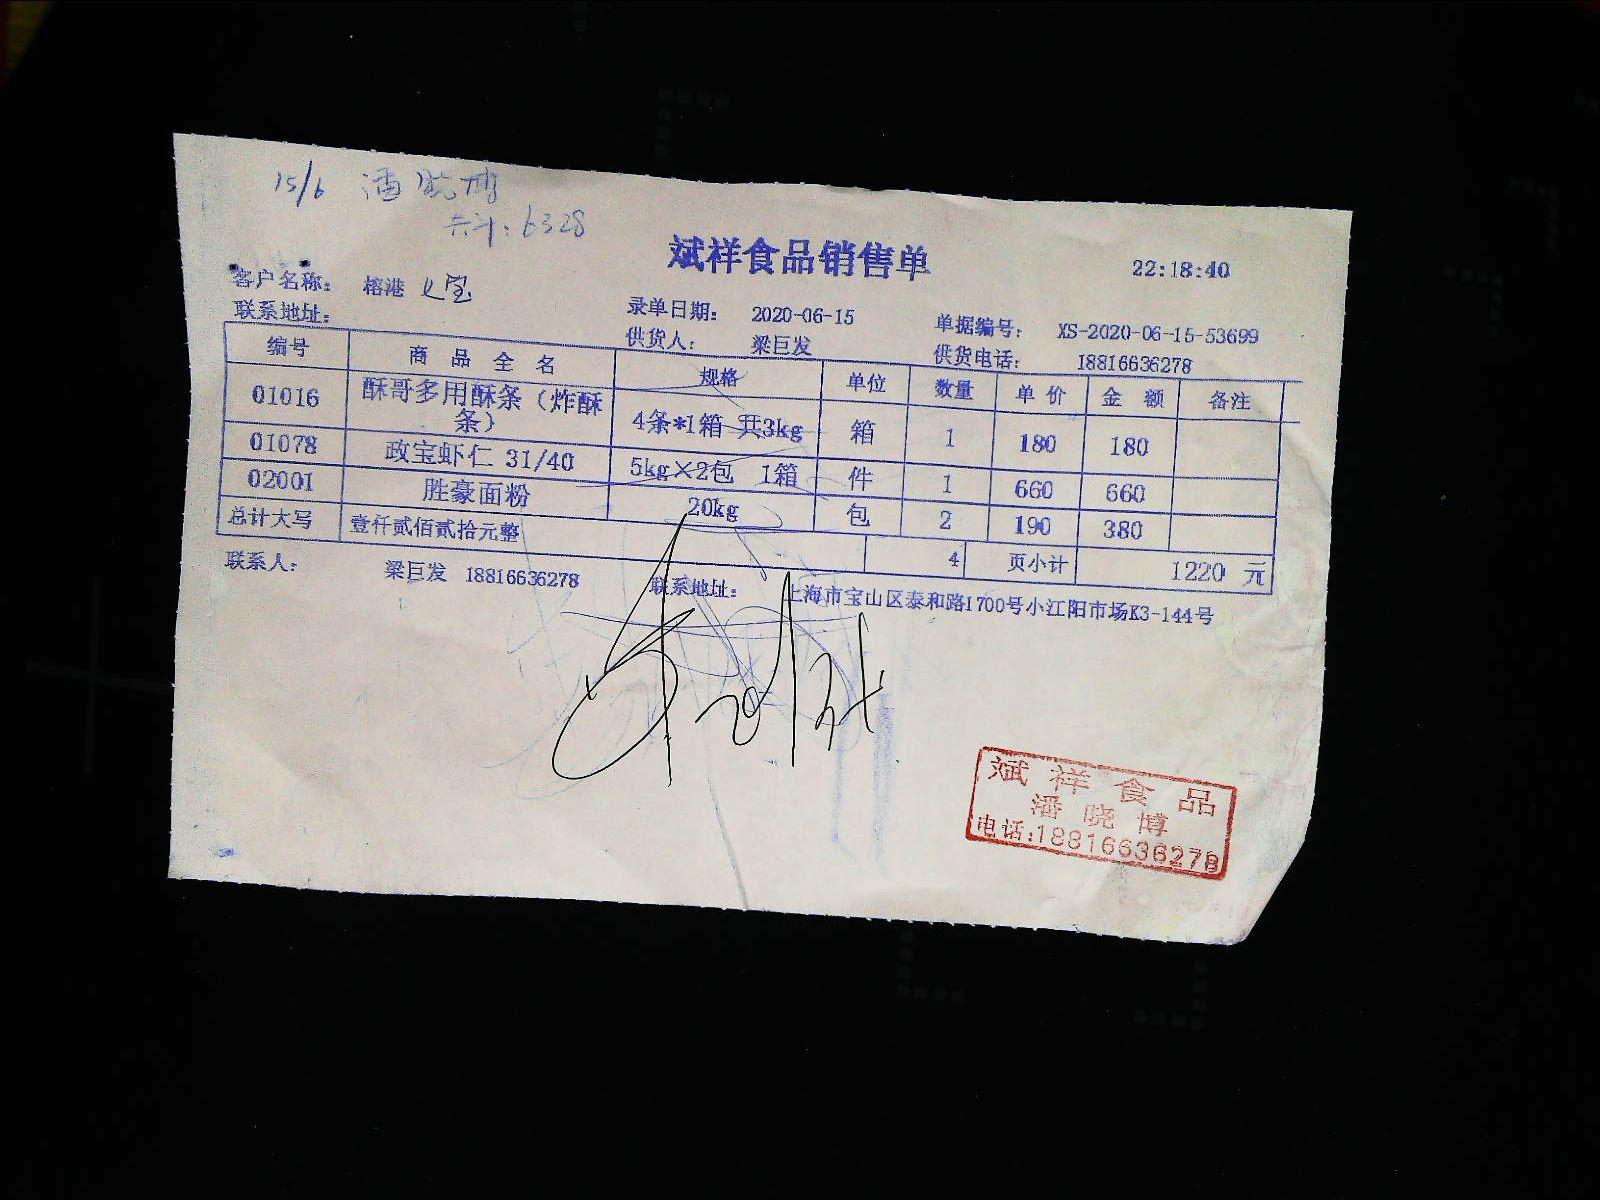 15/6 潘晓博
共计：6328
斌祥食品销售单
22:18:40
客户名称： 榕港 义宝
录单日期： 2020-06-15 单据编号： XS-2020-06-15-53699
联系地址： 供货人： 梁巨发 供货电话： 18816636278
编号 商 品 全 名 规格 单位 数量 单 价 金 额 备注
01016 酥哥多用酥条（炸酥条） 4条*1箱 共3kg 箱 1 180 180
01078 政宝虾仁 31/40 5kg×2包 1箱 件 1 660 660
02001 胜豪面粉 20kg 包 2 190 380
总计大写 壹仟贰佰贰拾元整 4 页小计 1220 元
联系人： 梁巨发 18816636278 联系地址： 上海市宝山区泰和路1700号小江阳市场K3-144号
斌祥食品
潘晓博
电话:18816636278